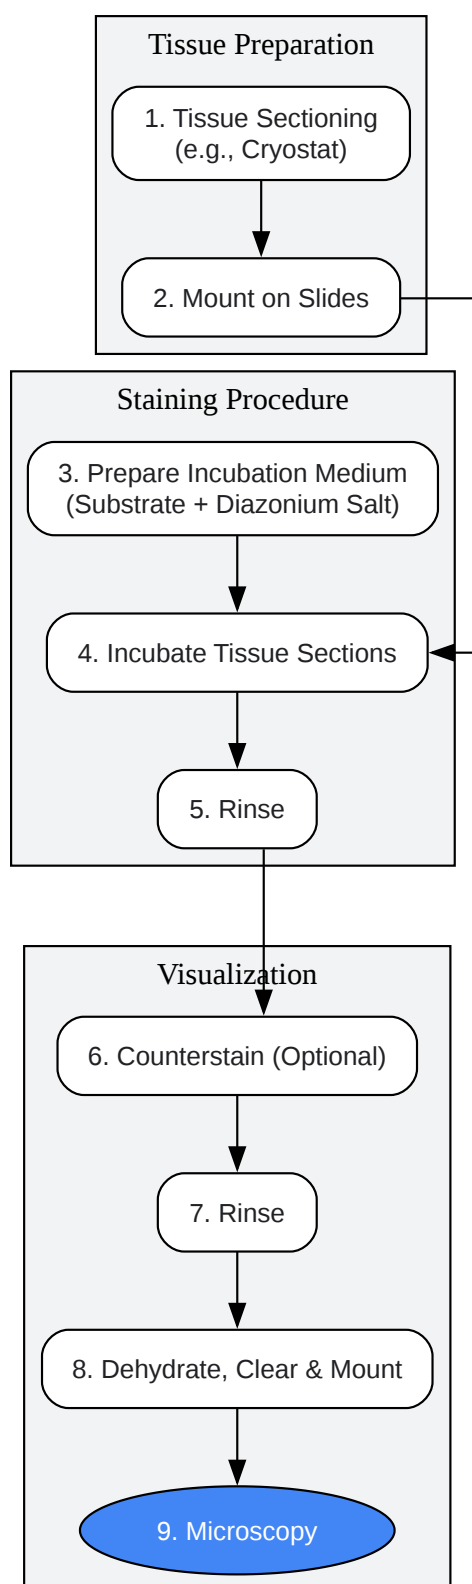 Tissue Preparation
1. Tissue Sectioning
(e.g., Cryostat)
2. Mount on Slides
Staining Procedure
3. Prepare Incubation Medium
(Substrate + Diazonium Salt)
4. Incubate Tissue Sections
5. Rinse
Visualization
6. Counterstain (Optional)
7. Rinse
8. Dehydrate, Clear & Mount
9. Microscopy